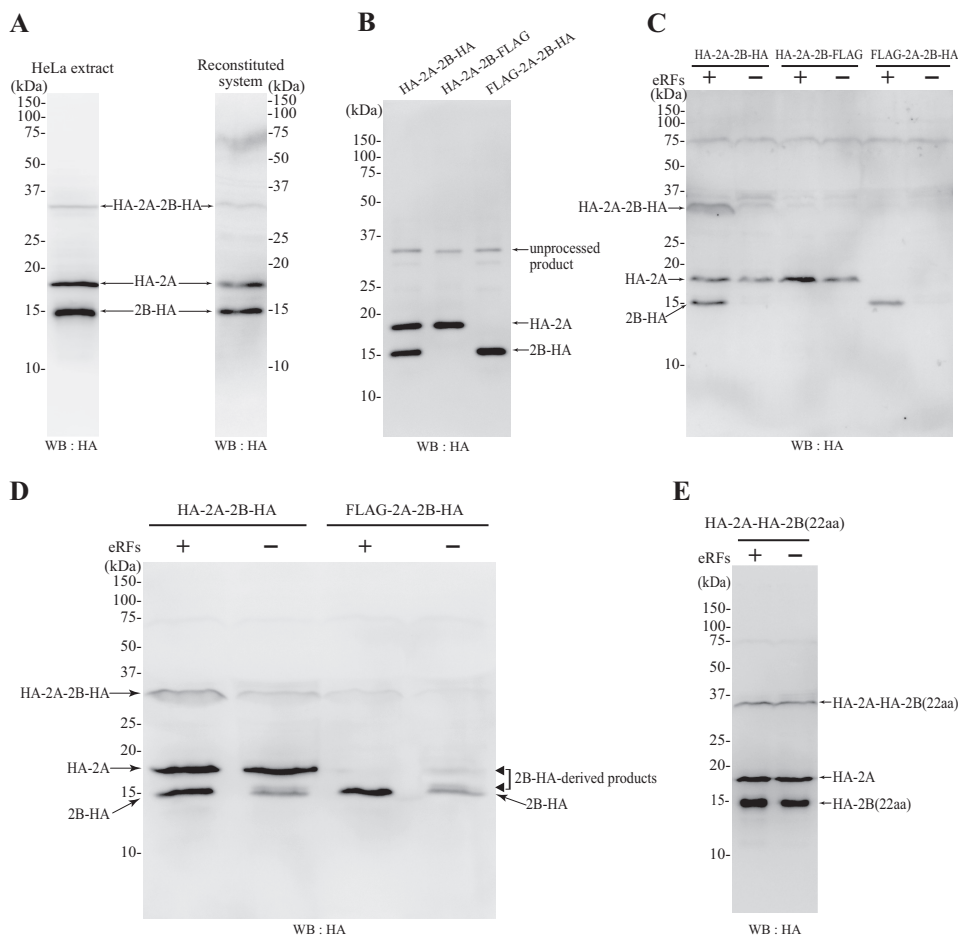 A
HeLa extract
Reconstituted
system
(kDa)
(kDa)
150-
100-
75-
50-
37-
25-
20-
15-
10-
-150
-100
-75
-50
-37
-25
-20
-15
-10
HA-2A-2B-HA
HA-2A
2B-HA
WB : HA
WB : HA
B
HA-2A-2B-HA
HA-2A-2B-FLAG
FLAG-2A-2B-HA
(kDa)
150-
100-
75-
50-
37-
25-
20-
15-
10-
unprocessed
product
HA-2A
2B-HA
WB : HA
C
HA-2A-2B-HA HA-2A-2B-FLAG FLAG-2A-2B-HA
eRFs + − + − + −
(kDa)
150-
100-
75-
50-
37-
25-
20-
15-
10-
HA-2A-2B-HA
HA-2A
2B-HA
WB : HA
D
HA-2A-2B-HA FLAG-2A-2B-HA
eRFs + − + −
(kDa)
150-
100-
75-
50-
37-
25-
20-
15-
10-
HA-2A-2B-HA
HA-2A
2B-HA
2B-HA-derived products
2B-HA
WB : HA
E
HA-2A-HA-2B(22aa)
eRFs + −
(kDa)
150-
100-
75-
50-
37-
25-
20-
15-
10-
HA-2A-HA-2B(22aa)
HA-2A
HA-2B(22aa)
WB : HA